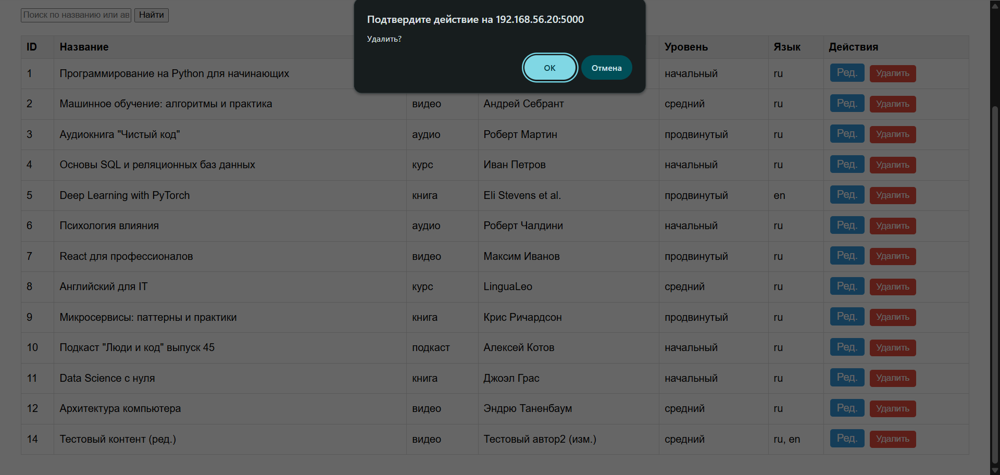 Поиск по названию или ав Найти
Подтвердите действие на 192.168.56.20:5000
Удалить?
OK Отмена
ID Название Уровень Язык Действия
1 Программирование на Python для начинающих начальный ru Ред. Удалить
2 Машинное обучение: алгоритмы и практика видео Андрей Себрант средний ru Ред. Удалить
3 Аудиокнига "Чистый код" аудио Роберт Мартин продвинутый ru Ред. Удалить
4 Основы SQL и реляционных баз данных курс Иван Петров начальный ru Ред. Удалить
5 Deep Learning with PyTorch книга Eli Stevens et al. продвинутый en Ред. Удалить
6 Психология влияния аудио Роберт Чалдини начальный ru Ред. Удалить
7 React для профессионалов видео Максим Иванов продвинутый ru Ред. Удалить
8 Английский для IT курс LinguaLeo средний ru Ред. Удалить
9 Микросервисы: паттерны и практики книга Крис Ричардсон продвинутый ru Ред. Удалить
10 Подкаст "Люди и код" выпуск 45 подкаст Алексей Котов начальный ru Ред. Удалить
11 Data Science с нуля книга Джоэл Грас начальный ru Ред. Удалить
12 Архитектура компьютера видео Эндрю Таненбаум средний ru Ред. Удалить
14 Тестовый контент (ред.) видео Тестовый автор2 (изм.) средний ru, en Ред. Удалить